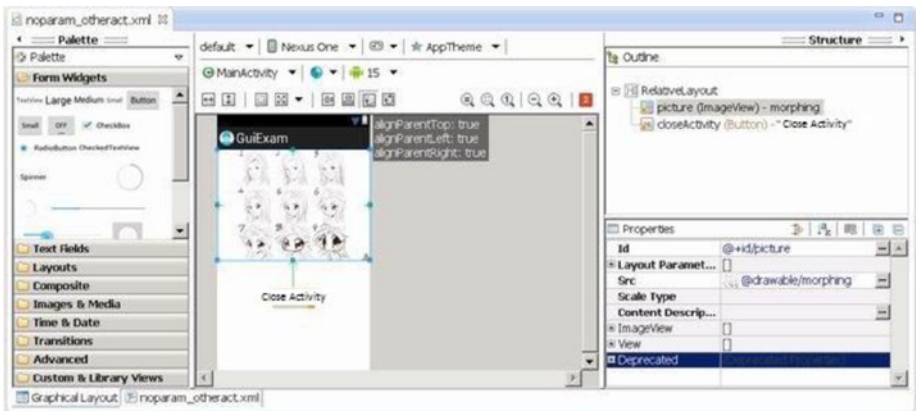 noparam_otheract.xml
Palette
Palette
Form Widgets
TextView Large Medium Small Button
Small OFF CheckBox
RadioButton CheckedTextView
Spinner
Text Fields
Layouts
Composite
Images & Media
Time & Date
Transitions
Advanced
Custom & Library Views
default Nexus One AppTheme
MainActivity 15
2
GuiExam
alignParentTop: true
alignParentLeft: true
alignParentRight: true
Close Activity
Structure
Outline
RelativeLayout
picture (ImageView) - morphing
closeActivity (Button) - "Close Activity"
Properties
Id @+id/picture
Layout Paramet... []
Src @drawable/morphing
Scale Type
Content Descrip...
ImageView []
View []
Deprecated [Deprecated Properties]
Graphical Layout noparam_otheract.xml